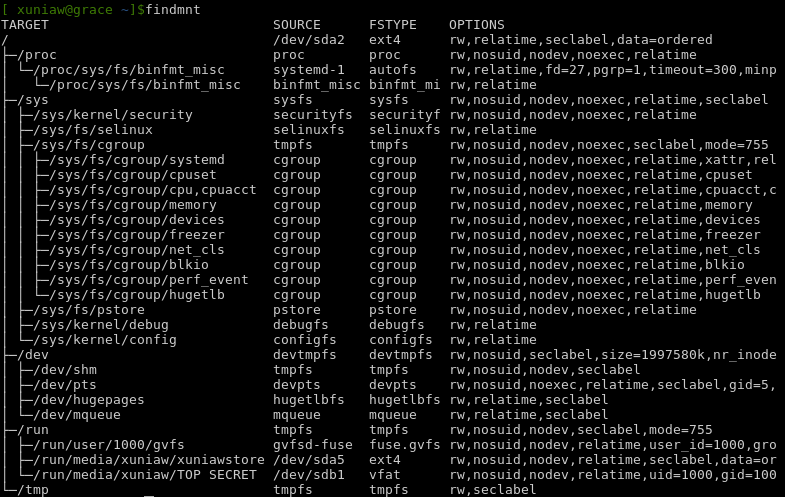 [ xuniaw@grace ~]$findmnt
TARGET                            SOURCE      FSTYPE    OPTIONS
/                                 /dev/sda2   ext4      rw,relatime,seclabel,data=ordered
├─/proc                           proc        proc      rw,nosuid,nodev,noexec,relatime
│ └─/proc/sys/fs/binfmt_misc      systemd-1   autofs    rw,relatime,fd=27,pgrp=1,timeout=300,minp
│   └─/proc/sys/fs/binfmt_misc    binfmt_misc binfmt_mi rw,relatime
├─/sys                            sysfs       sysfs     rw,nosuid,nodev,noexec,relatime,seclabel
│ ├─/sys/kernel/security          securityfs  securityf rw,nosuid,nodev,noexec,relatime
│ ├─/sys/fs/selinux               selinuxfs   selinuxfs rw,relatime
│ ├─/sys/fs/cgroup                tmpfs       tmpfs     rw,nosuid,nodev,noexec,seclabel,mode=755
│ │ ├─/sys/fs/cgroup/systemd      cgroup      cgroup    rw,nosuid,nodev,noexec,relatime,xattr,rel
│ │ ├─/sys/fs/cgroup/cpuset       cgroup      cgroup    rw,nosuid,nodev,noexec,relatime,cpuset
│ │ ├─/sys/fs/cgroup/cpu,cpuacct  cgroup      cgroup    rw,nosuid,nodev,noexec,relatime,cpuacct,c
│ │ ├─/sys/fs/cgroup/memory       cgroup      cgroup    rw,nosuid,nodev,noexec,relatime,memory
│ │ ├─/sys/fs/cgroup/devices      cgroup      cgroup    rw,nosuid,nodev,noexec,relatime,devices
│ │ ├─/sys/fs/cgroup/freezer      cgroup      cgroup    rw,nosuid,nodev,noexec,relatime,freezer
│ │ ├─/sys/fs/cgroup/net_cls      cgroup      cgroup    rw,nosuid,nodev,noexec,relatime,net_cls
│ │ ├─/sys/fs/cgroup/blkio        cgroup      cgroup    rw,nosuid,nodev,noexec,relatime,blkio
│ │ ├─/sys/fs/cgroup/perf_event   cgroup      cgroup    rw,nosuid,nodev,noexec,relatime,perf_even
│ │ └─/sys/fs/cgroup/hugetlb      cgroup      cgroup    rw,nosuid,nodev,noexec,relatime,hugetlb
│ ├─/sys/fs/pstore                pstore      pstore    rw,nosuid,nodev,noexec,relatime
│ ├─/sys/kernel/debug             debugfs     debugfs   rw,relatime
│ └─/sys/kernel/config            configfs    configfs  rw,relatime
├─/dev                            devtmpfs    devtmpfs  rw,nosuid,seclabel,size=1997580k,nr_inode
│ ├─/dev/shm                      tmpfs       tmpfs     rw,nosuid,nodev,seclabel
│ ├─/dev/pts                      devpts      devpts    rw,nosuid,noexec,relatime,seclabel,gid=5,
│ ├─/dev/hugepages                hugetlbfs   hugetlbfs rw,relatime,seclabel
│ └─/dev/mqueue                   mqueue      mqueue    rw,relatime,seclabel
├─/run                            tmpfs       tmpfs     rw,nosuid,nodev,seclabel,mode=755
│ ├─/run/user/1000/gvfs           gvfsd-fuse  fuse.gvfs rw,nosuid,nodev,relatime,user_id=1000,gro
│ ├─/run/media/xuniaw/xuniawstore /dev/sda5   ext4      rw,nosuid,nodev,relatime,seclabel,data=or
│ └─/run/media/xuniaw/TOP SECRET  /dev/sdb1   vfat      rw,nosuid,nodev,relatime,uid=1000,gid=100
└─/tmp                            tmpfs       tmpfs     rw,seclabel